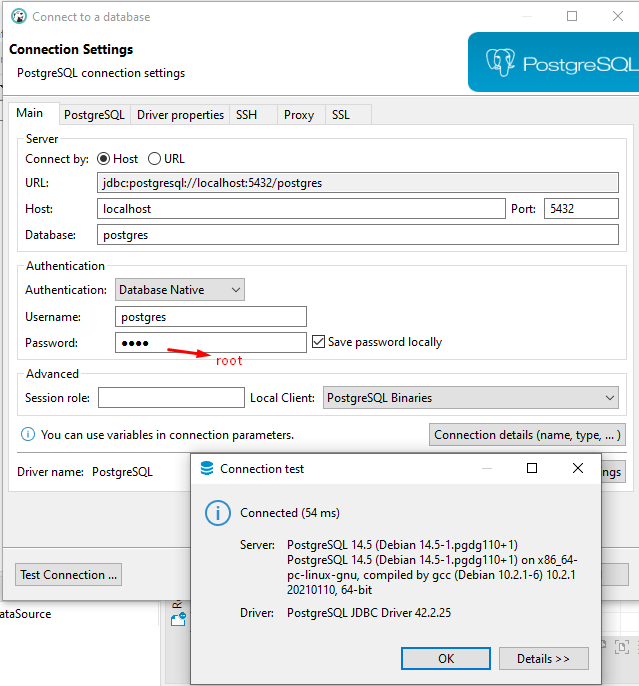 Connect to a database
Connection Settings
PostgreSQL connection settings
PostgreSQL
Main PostgreSQL Driver properties SSH Proxy SSL
Server
Connect by: Host URL
URL: jdbc:postgresql://localhost:5432/postgres
Host: localhost Port: 5432
Database: postgres
Authentication
Authentication: Database Native
Username: postgres
Password: ●●●● Save password locally
root
Advanced
Session role: Local Client: PostgreSQL Binaries
You can use variables in connection parameters. Connection details (name, type, ... )
Driver name: PostgreSQL
ngs
Connection test
Connected (54 ms)
Server: PostgreSQL 14.5 (Debian 14.5-1.pgdg110+1)
PostgreSQL 14.5 (Debian 14.5-1.pgdg110+1) on x86_64-
pc-linux-gnu, compiled by gcc (Debian 10.2.1-6) 10.2.1
20210110, 64-bit
Driver: PostgreSQL JDBC Driver 42.2.25
OK Details >>
Test Connection ...
ataSource